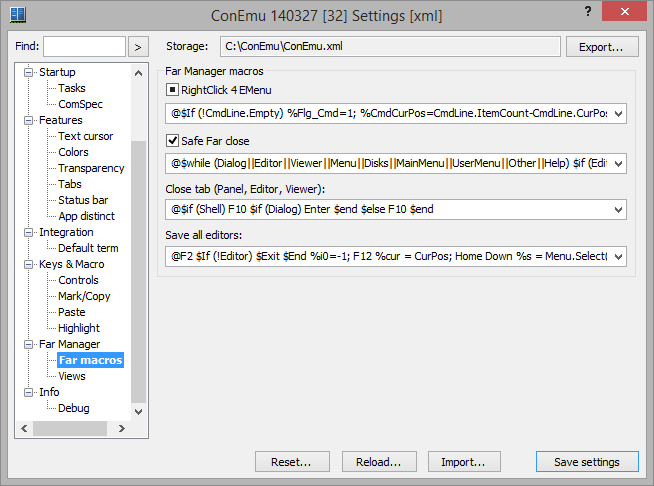 ConEmu 140327 [32] Settings [xml]
Find: > Storage: C:\ConEmu\ConEmu.xml Export...
Startup
Tasks
ComSpec
Features
Text cursor
Colors
Transparency
Tabs
Status bar
App distinct
Integration
Default term
Keys & Macro
Controls
Mark/Copy
Paste
Highlight
Far Manager
Far macros
Views
Info
Debug
Far Manager macros
RightClick 4 EMenu
@$If (!CmdLine.Empty) %Flg_Cmd=1; %CmdCurPos=CmdLine.ItemCount-CmdLine.CurPos
Safe Far close
@$while (Dialog||Editor||Viewer||Menu||Disks||MainMenu||UserMenu||Other||Help) $if (Edit
Close tab (Panel, Editor, Viewer):
@$if (Shell) F10 $if (Dialog) Enter $end $else F10 $end
Save all editors:
@F2 $If (!Editor) $Exit $End %i0=-1; F12 %cur = CurPos; Home Down %s = Menu.Select(
Reset... Reload... Import... Save settings